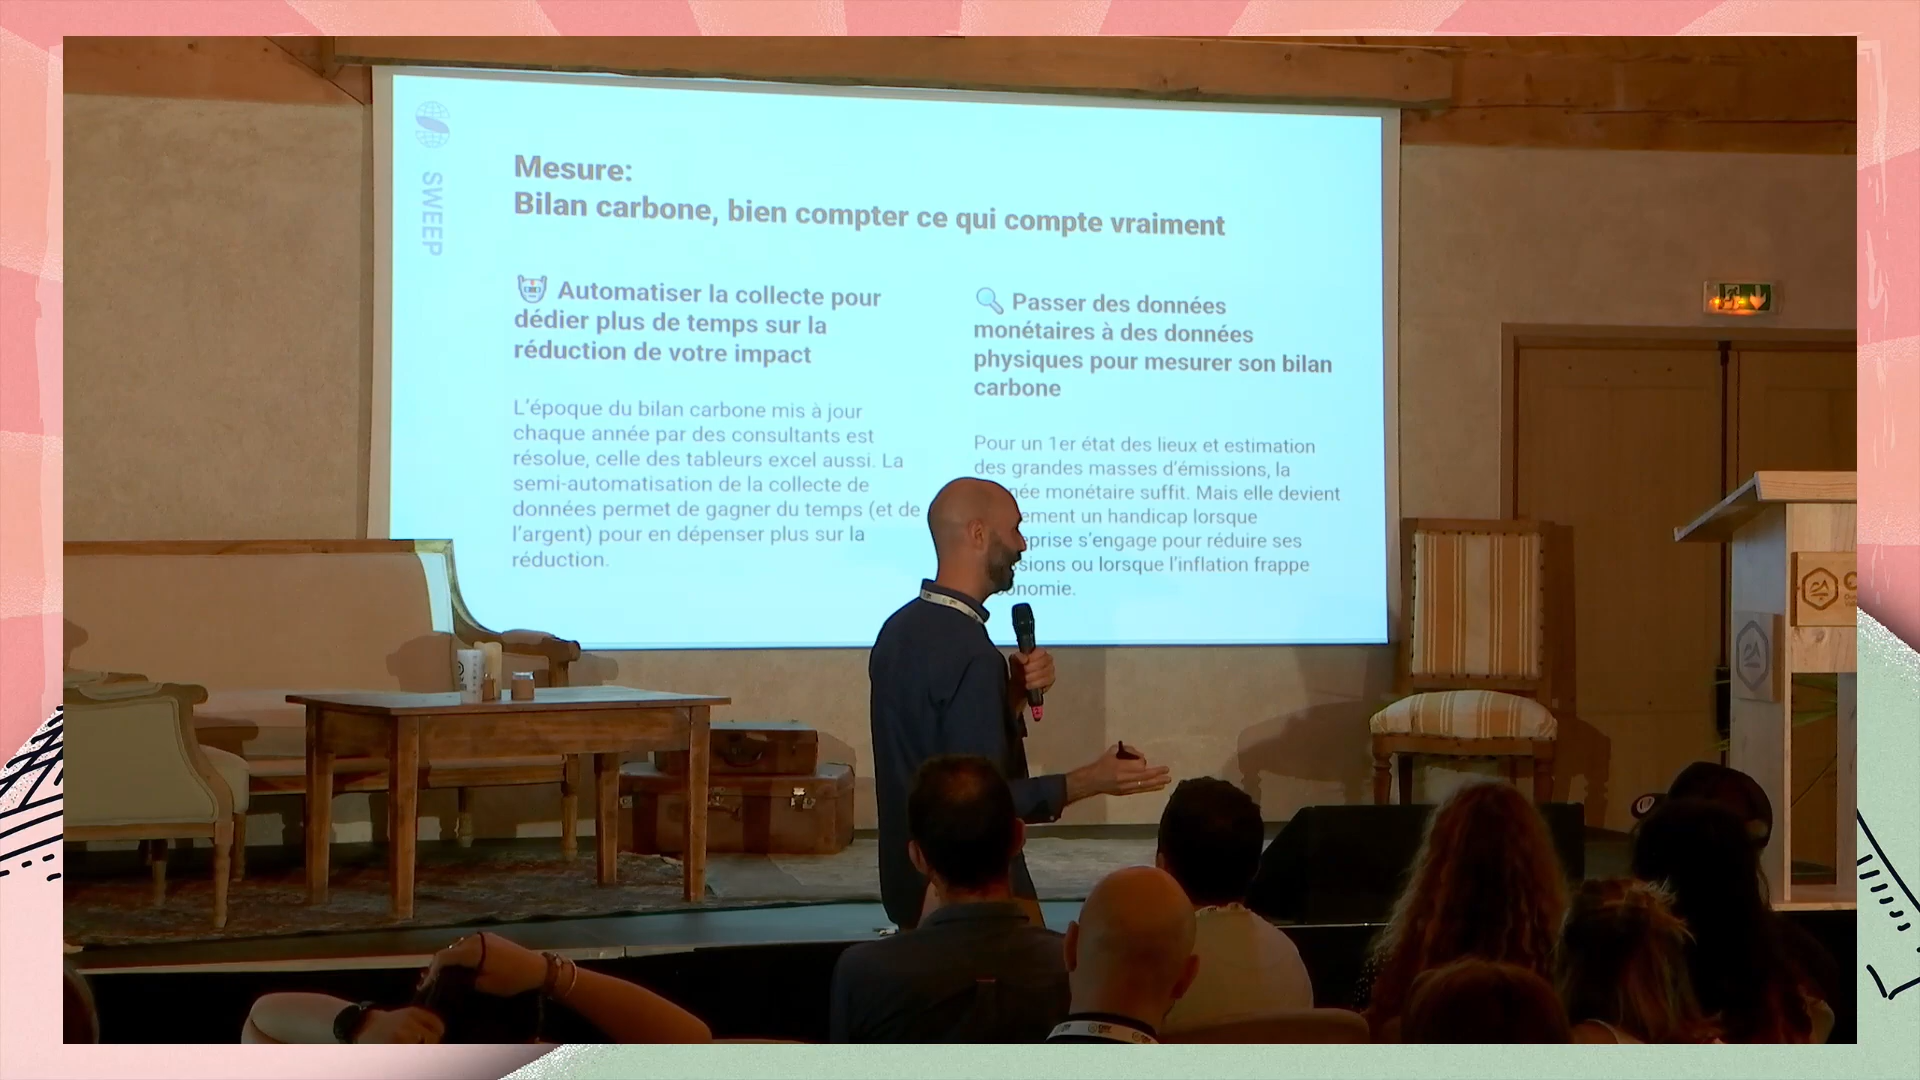 SWEEP
Mesure:
Bilan carbone, bien compter ce qui compte vraiment
Automatiser la collecte pour
dédier plus de temps sur la
réduction de votre impact
L'époque du bilan carbone mis à jour
chaque année par des consultants est
résolue, celle des tableurs excel aussi. La
semi-automatisation de la collecte de
données permet de gagner du temps (et de
l'argent) pour en dépenser plus sur la
réduction.
Passer des données
monétaires à des données
physiques pour mesurer son bilan
carbone
Pour un 1er état des lieux et estimation
des grandes masses d'émissions, la
née monétaire suffit. Mais elle devient
ement un handicap lorsque
eprise s'engage pour réduire ses
sions ou lorsque l'inflation frappe
onomie.